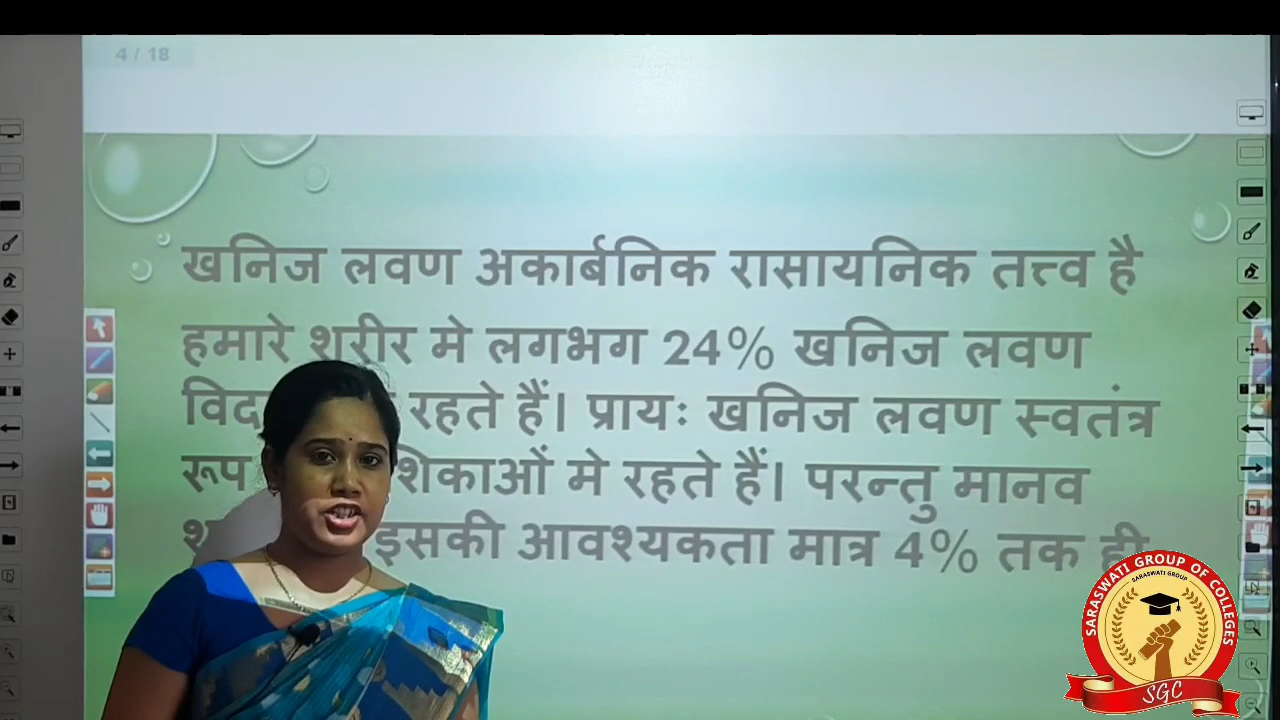 4 / 18
खनिज लवण अकार्बनिक रासायनिक तत्त्व है
हमारे शरीर मे लगभग 24% खनिज लवण
रहते हैं। प्रायः खनिज लवण स्वतंत्र
रूप मे रहते हैं। परन्तु मानव
इसकी आवश्यकता मात्र 4% तक ही
SARASWATI GROUP OF COLLEGES
SARASWATI GROUP
SGC